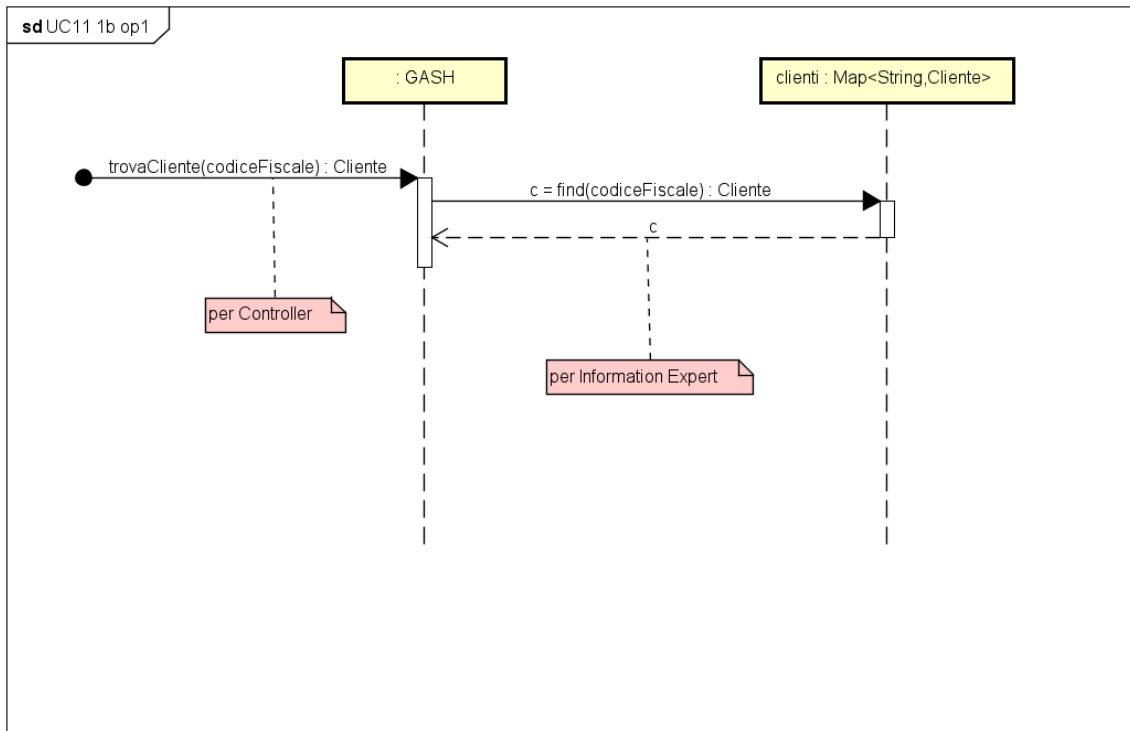 sd UC11 1b op1
: GASH
clienti : Map<String,Cliente>
trovaCliente(codiceFiscale) : Cliente
c = find(codiceFiscale) : Cliente
c
per Controller
per Information Expert